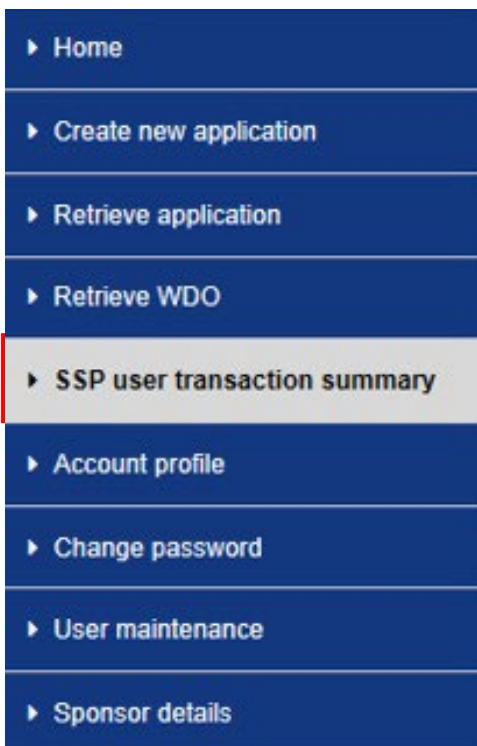 Home
Create new application
Retrieve application
Retrieve WDO
SSP user transaction summary
Account profile
Change password
User maintenance
Sponsor details